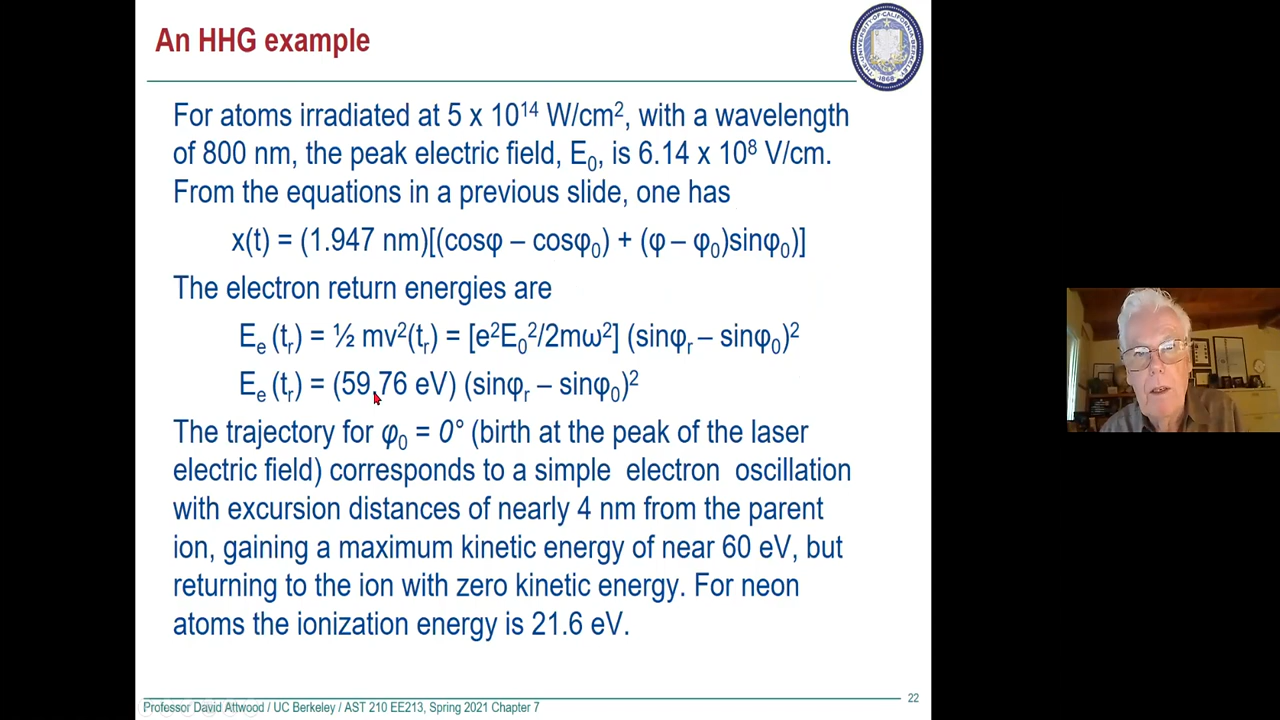 An HHG example
For atoms irradiated at 5 x 10¹⁴ W/cm², with a wavelength
of 800 nm, the peak electric field, E₀, is 6.14 x 10⁸ V/cm.
From the equations in a previous slide, one has
x(t) = (1.947 nm)[(cosφ – cosφ₀) + (φ – φ₀)sinφ₀)]
The electron return energies are
Eₑ (tᵣ) = ½ mv²(tᵣ) = [e²E₀²/2mω²] (sinφᵣ – sinφ₀)²
Eₑ (tᵣ) = (59.76 eV) (sinφᵣ – sinφ₀)²
The trajectory for φ₀ = 0° (birth at the peak of the laser
electric field) corresponds to a simple electron oscillation
with excursion distances of nearly 4 nm from the parent
ion, gaining a maximum kinetic energy of near 60 eV, but
returning to the ion with zero kinetic energy. For neon
atoms the ionization energy is 21.6 eV.
Professor David Attwood / UC Berkeley / AST 210 EE213, Spring 2021 Chapter 7
22